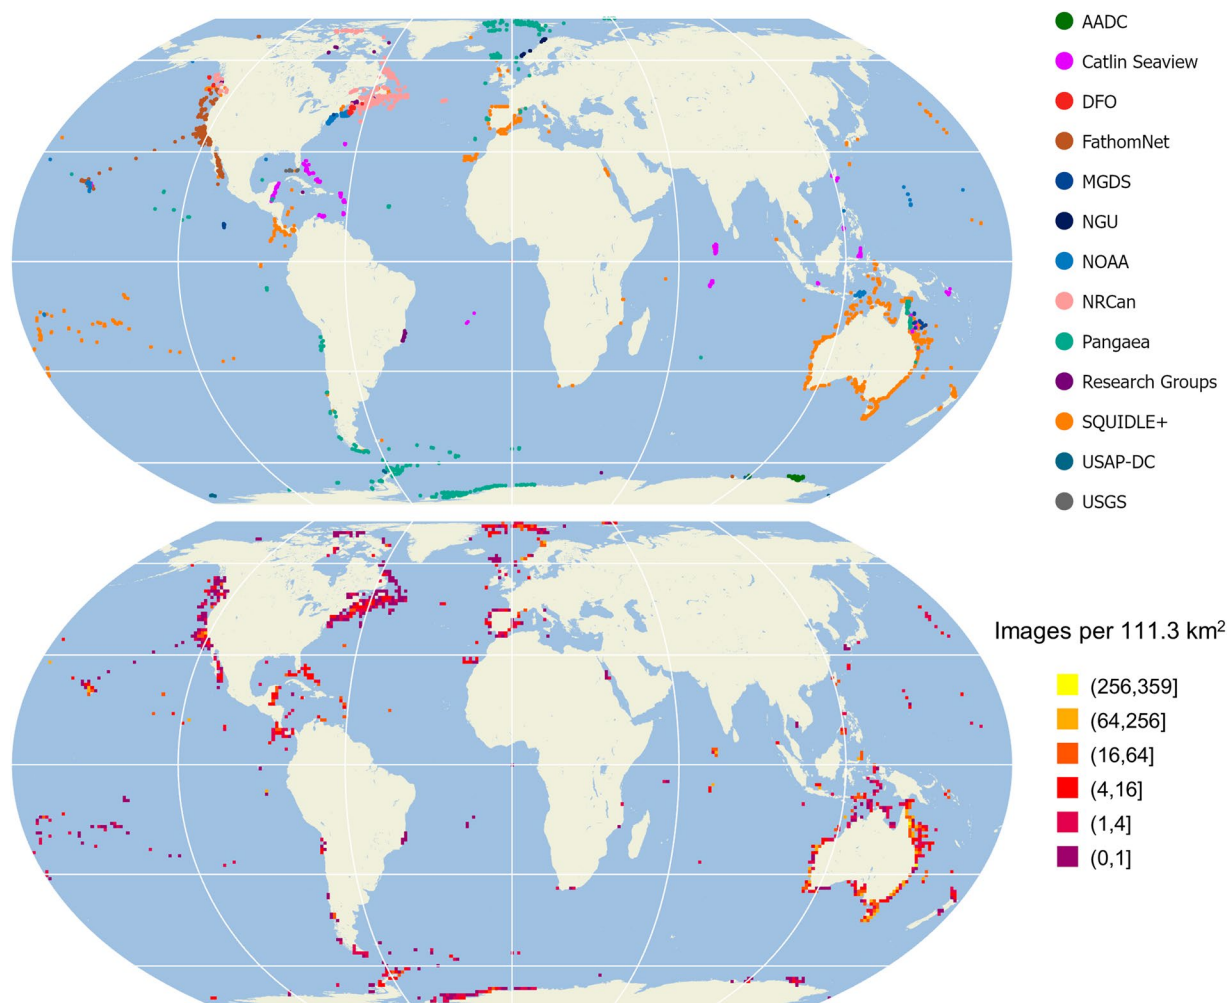 AADC
Catlin Seaview
DFO
FathomNet
MGDS
NGU
NOAA
NRCan
Pangaea
Research Groups
SQUIDLE+
USAP-DC
USGS
Images per 111.3 km²
(256,359]
(64,256]
(16,64]
(4,16]
(1,4]
(0,1]